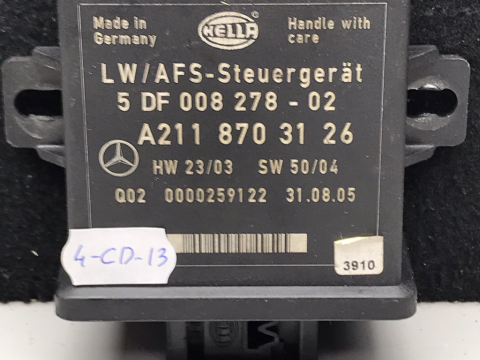 Made in
Germany
HELLA
Handle with
care
LW/AFS-Steuergerät
5 DF 008 278 - 02
A211 870 31 26
HW 23/03 SW 50/04
Q02 0000259122 31.08.05
4-CD-13
3910